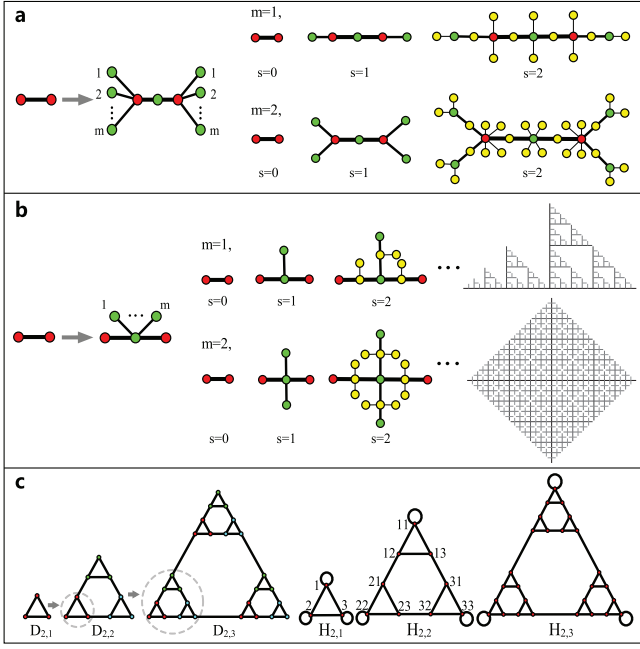 a
m=1,
s=0 s=1 s=2
1 1
2 2
m m
m=2,
s=0 s=1 s=2
b
m=1,
s=0 s=1 s=2
1 m
m=2,
s=0 s=1 s=2
c
11
12 13
1
21 31
2 3 22 23 32 33
D2,1 D2,2 D2,3 H2,1 H2,2 H2,3